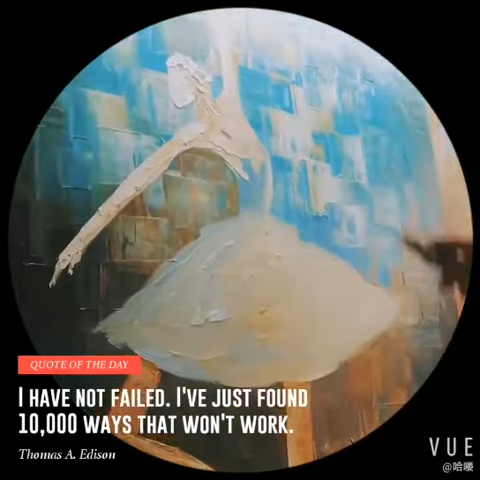 QUOTE OF THE DAY
I HAVE NOT FAILED. I'VE JUST FOUND
10,000 WAYS THAT WON'T WORK.
Thomas A. Edison
VUE
@哈喽